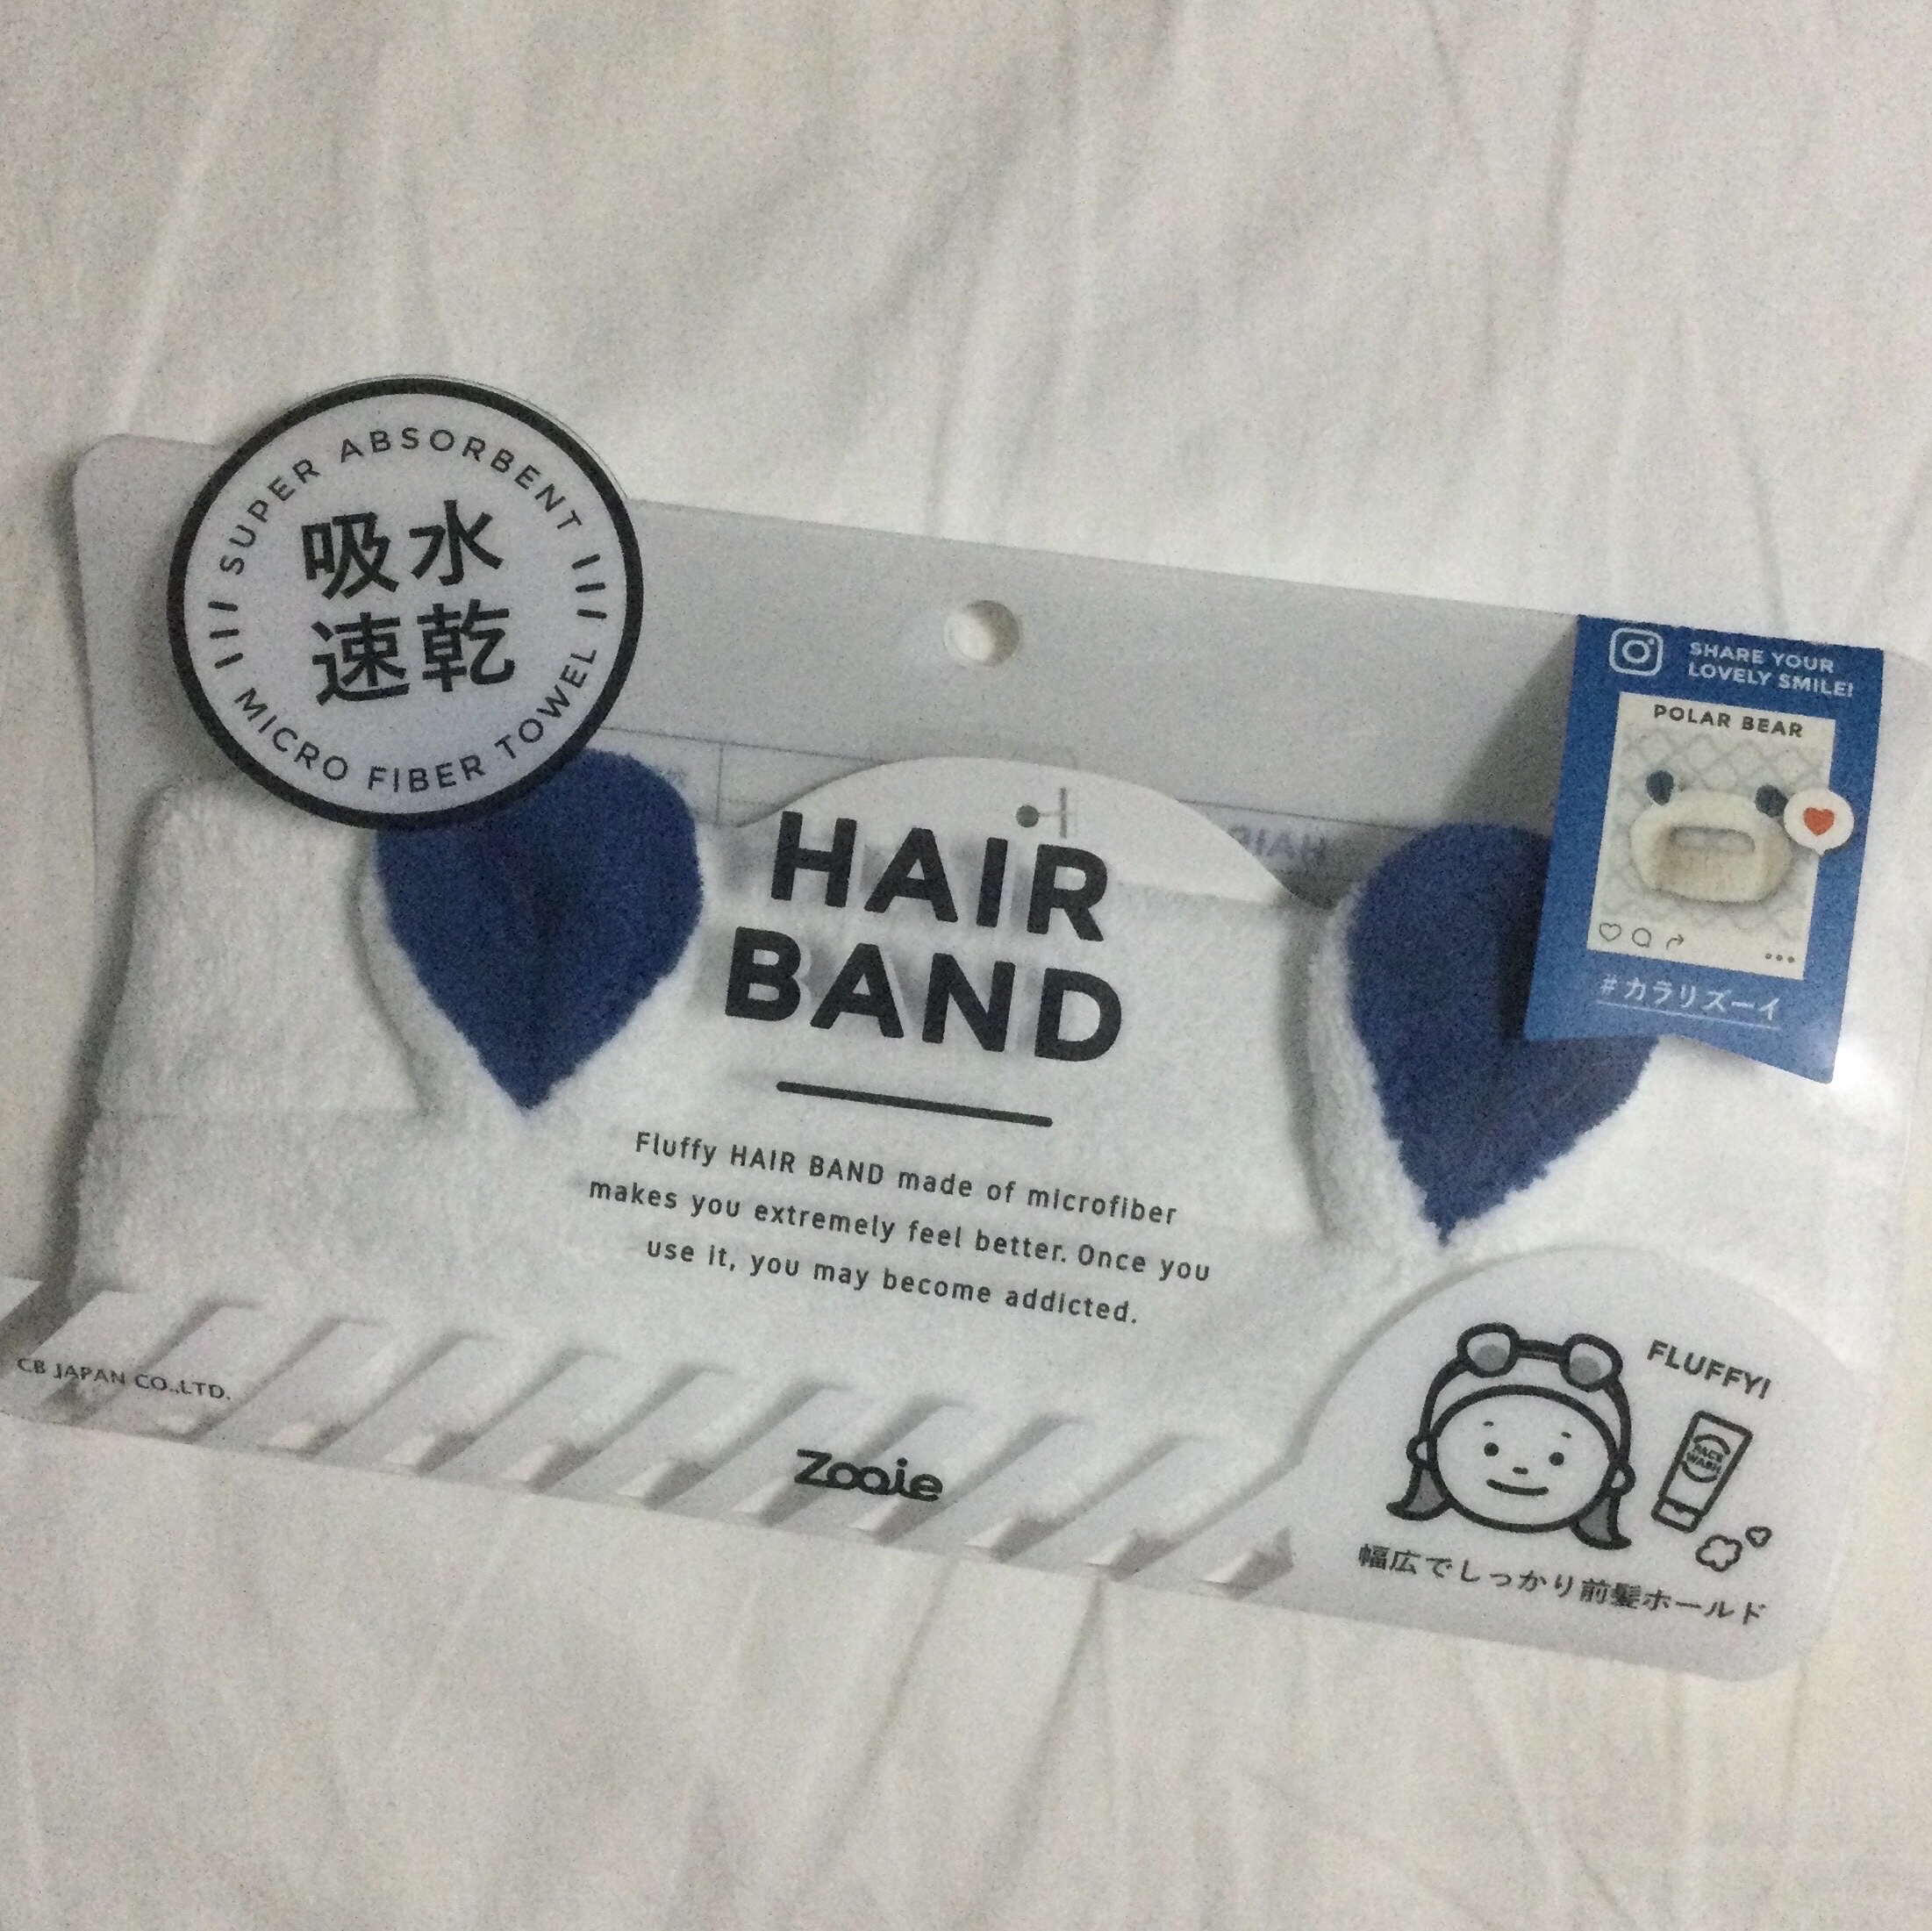 SUPER ABSORBENT
吸水
速乾
MICRO FIBER TOWEL
SHARE YOUR
LOVELY SMILE!
POLAR BEAR
#カラリズーイ
HAIR
BAND
Fluffy HAIR BAND made of microfiber
makes you extremely feel better. Once you
use it, you may become addicted.
CB JAPAN CO.,LTD.
zooie
FLUFFY!
FACE
WASH
幅広でしっかり前髪ホールド